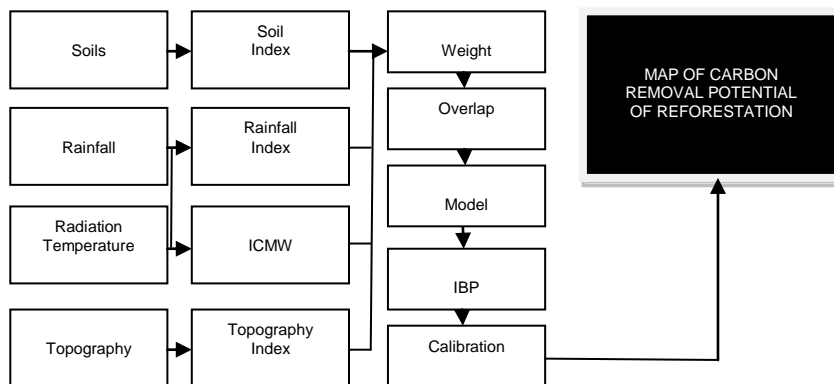 Soils
Soil
Index
Weight
MAP OF CARBON
REMOVAL POTENTIAL
OF REFORESTATION
Overlap
Rainfall
Rainfall
Index
Model
Radiation
Temperature
ICMW
IBP
Topography
Topography
Index
Calibration